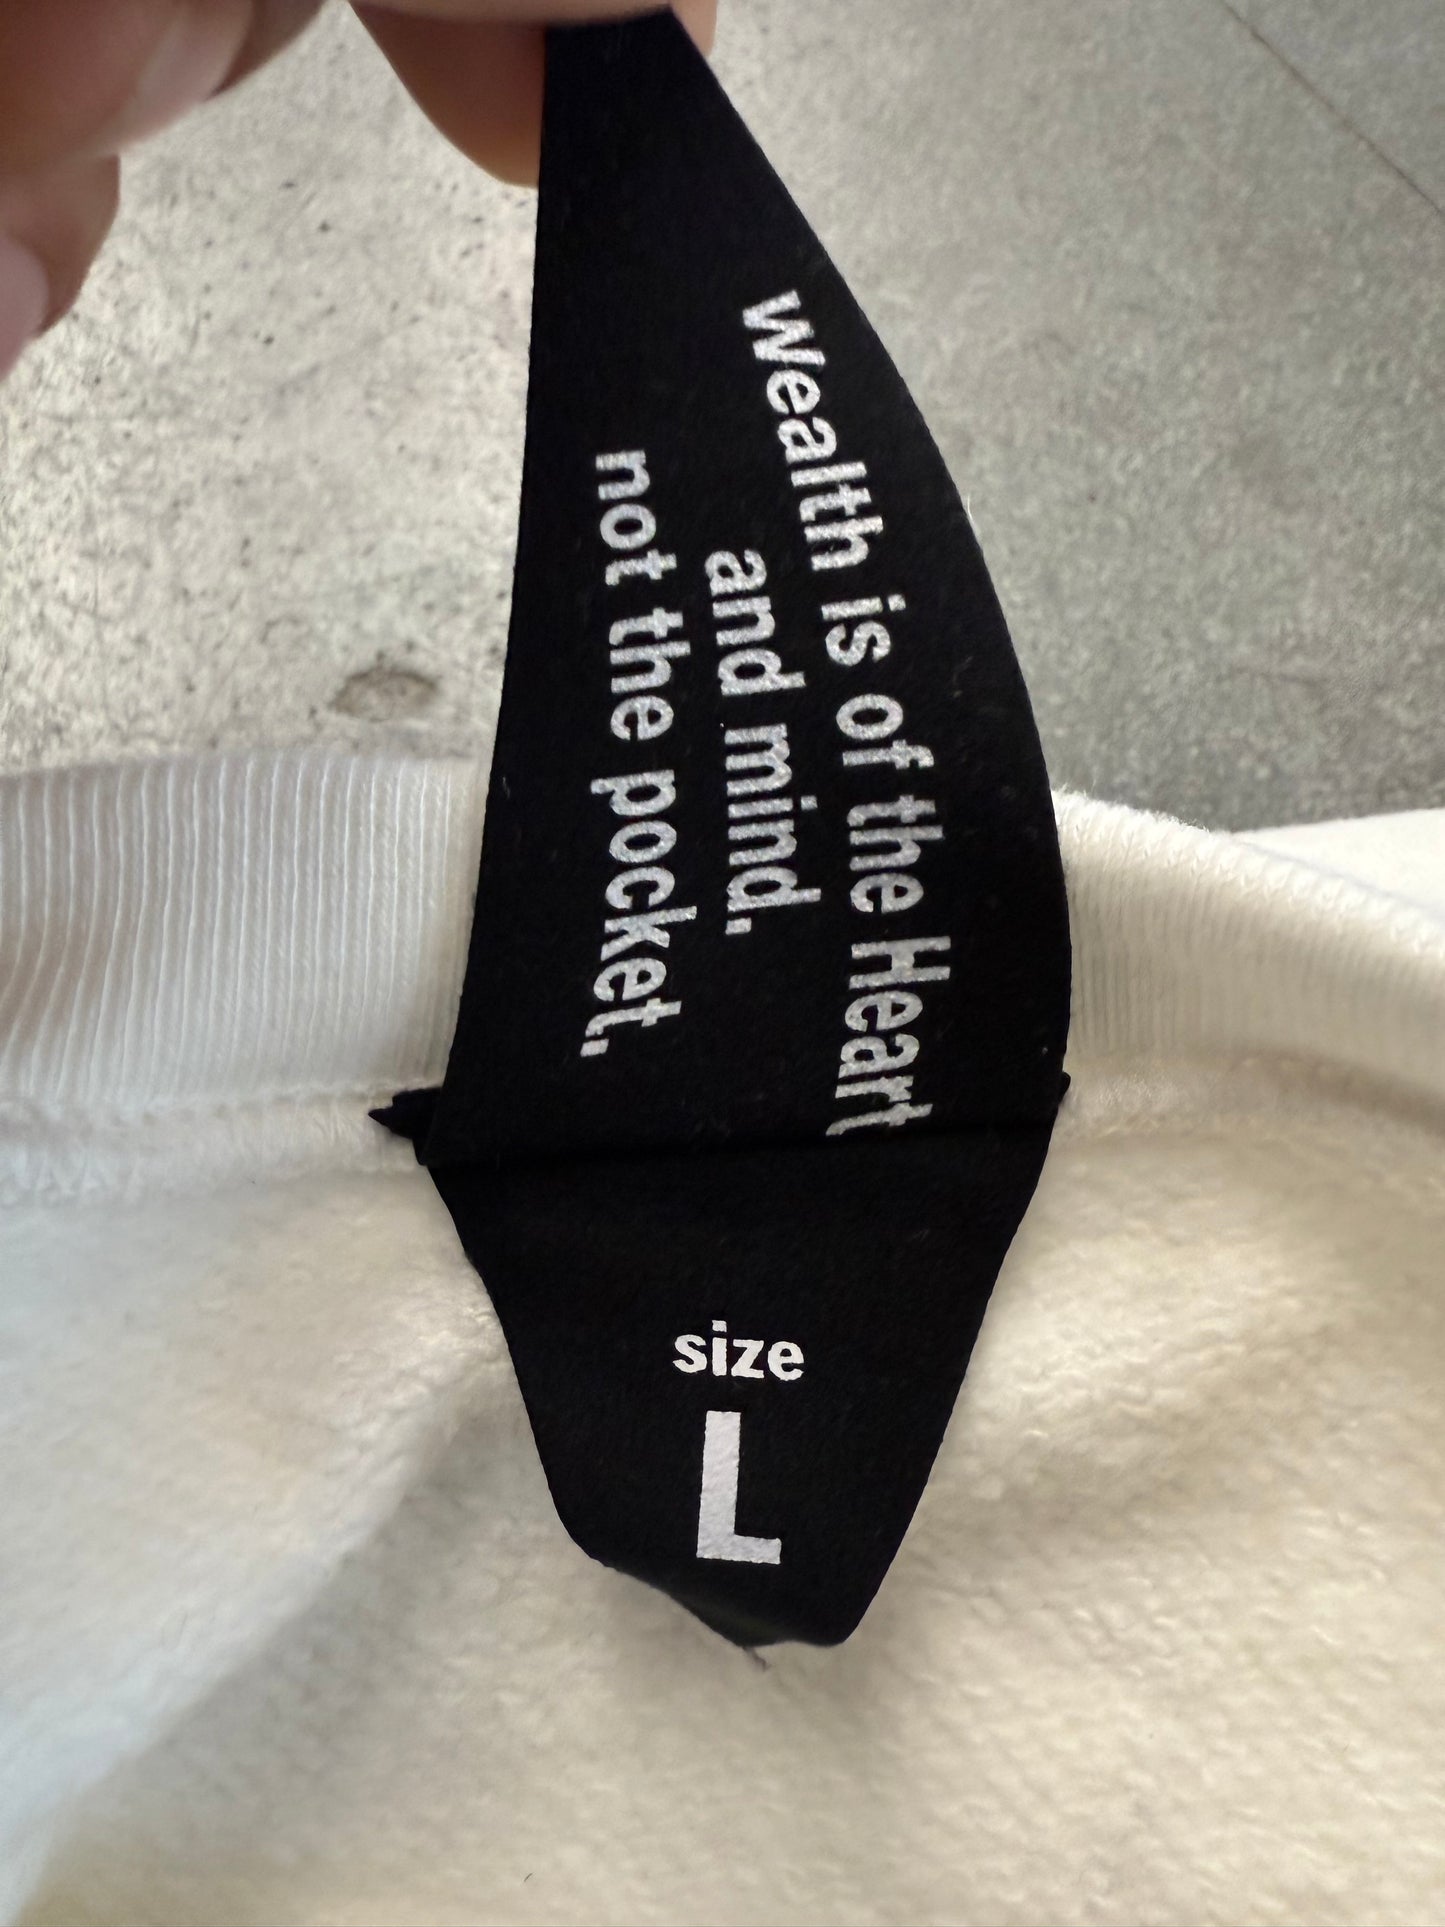 Wealth is of the Heart
and mind.
not the pocket.
size
L